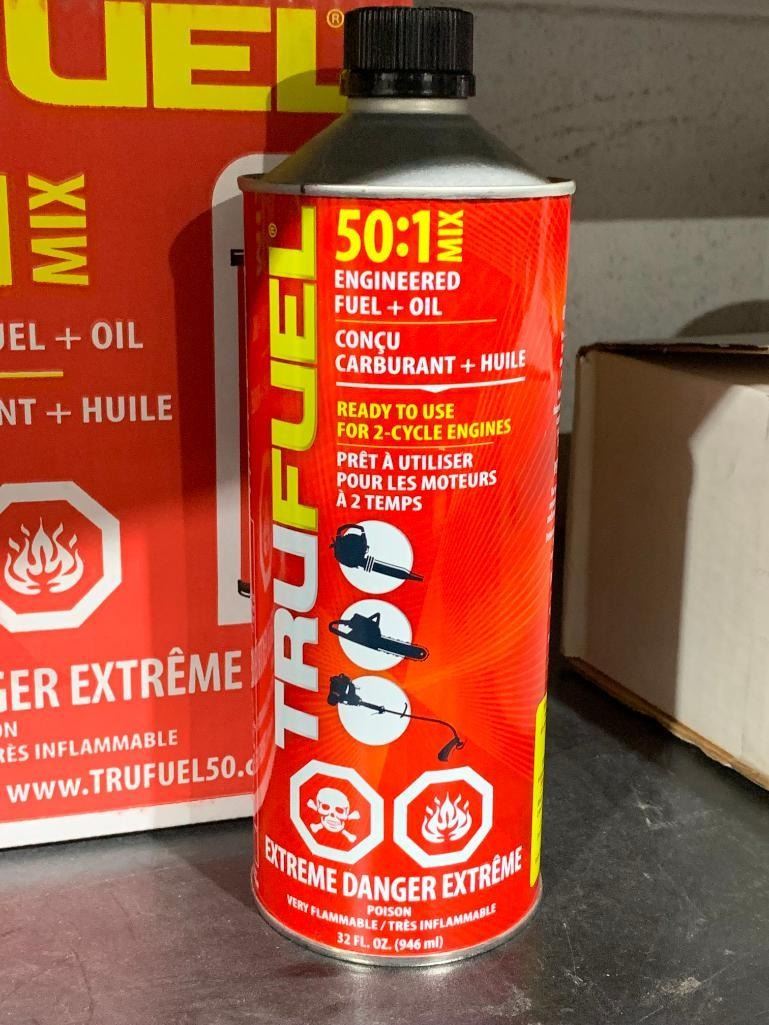 UEL®
MIX
UEL + OIL
NT + HUILE
GER EXTRÊME
ON
RÈS INFLAMMABLE
www.TRUFUEL50.c
TRUFUEL®
50:1 MIX
ENGINEERED
FUEL + OIL
CONÇU
CARBURANT + HUILE
READY TO USE
FOR 2-CYCLE ENGINES
PRÊT À UTILISER
POUR LES MOTEURS
À 2 TEMPS
EXTREME DANGER EXTRÊME
POISON
VERY FLAMMABLE / TRÈS INFLAMMABLE
32 FL. OZ. (946 ml)